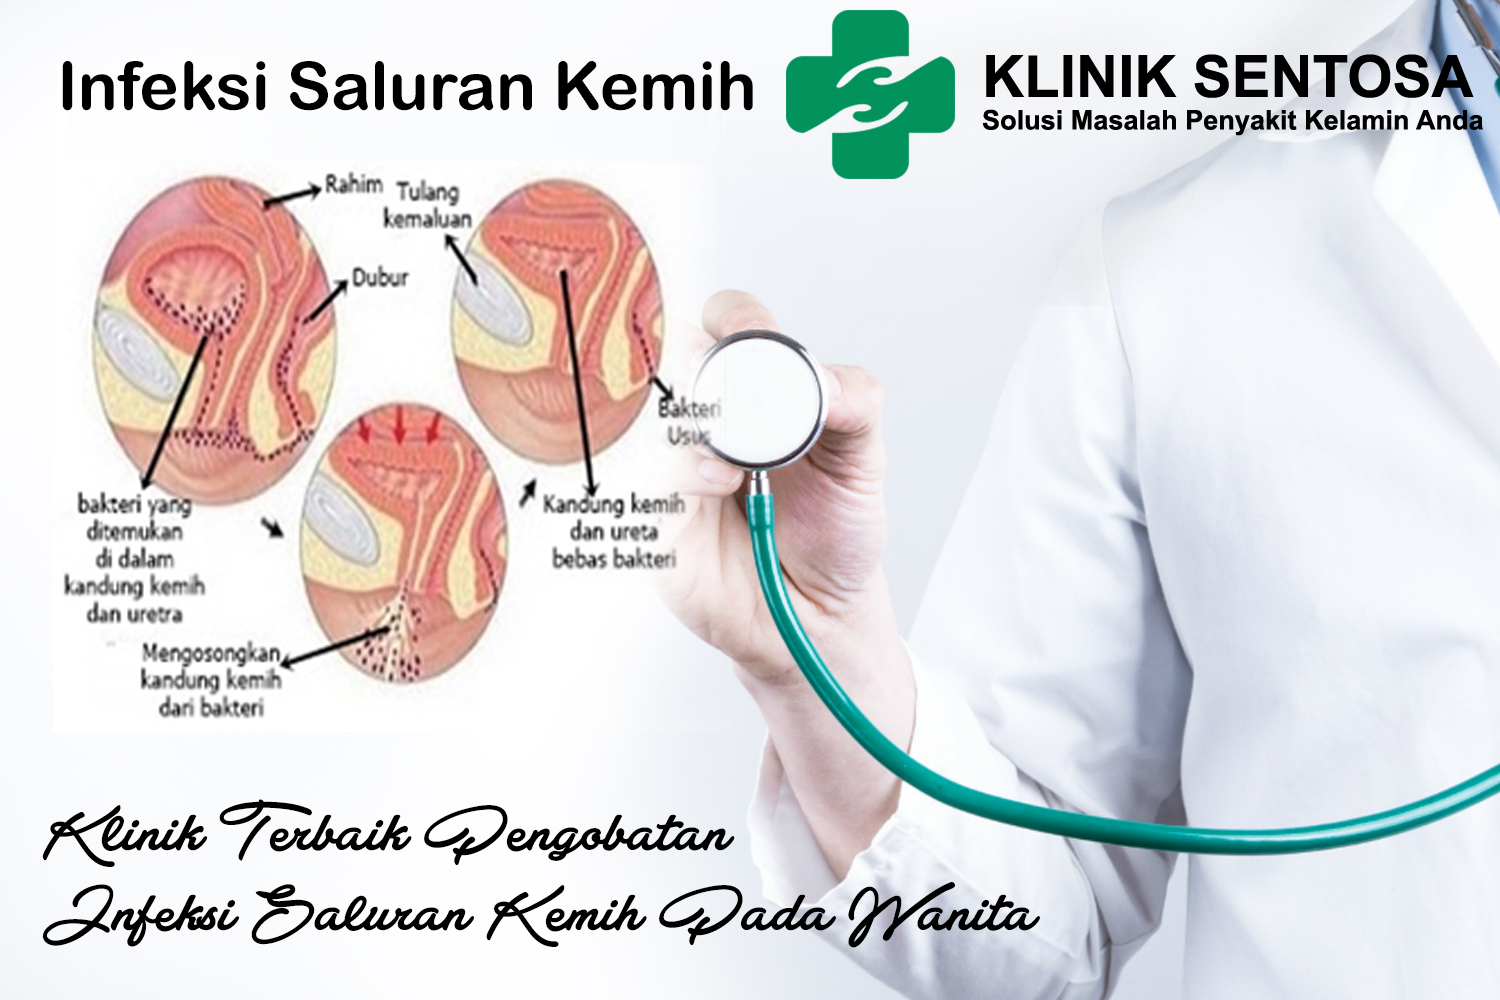 Infeksi Saluran Kemih
KLINIK SENTOSA
Solusi Masalah Penyakit Kelamin Anda
Rahim
Tulang
kemaluan
Dubur
Bakteri
Usus
bakteri yang
ditemukan
di dalam
kandung kemih
dan uretra
Kandung kemih
dan ureta
bebas bakteri
Mengosongkan
kandung kemih
dari bakteri
Klinik Terbaik Pengobatan
Infeksi Saluran Kemih Pada Wanita